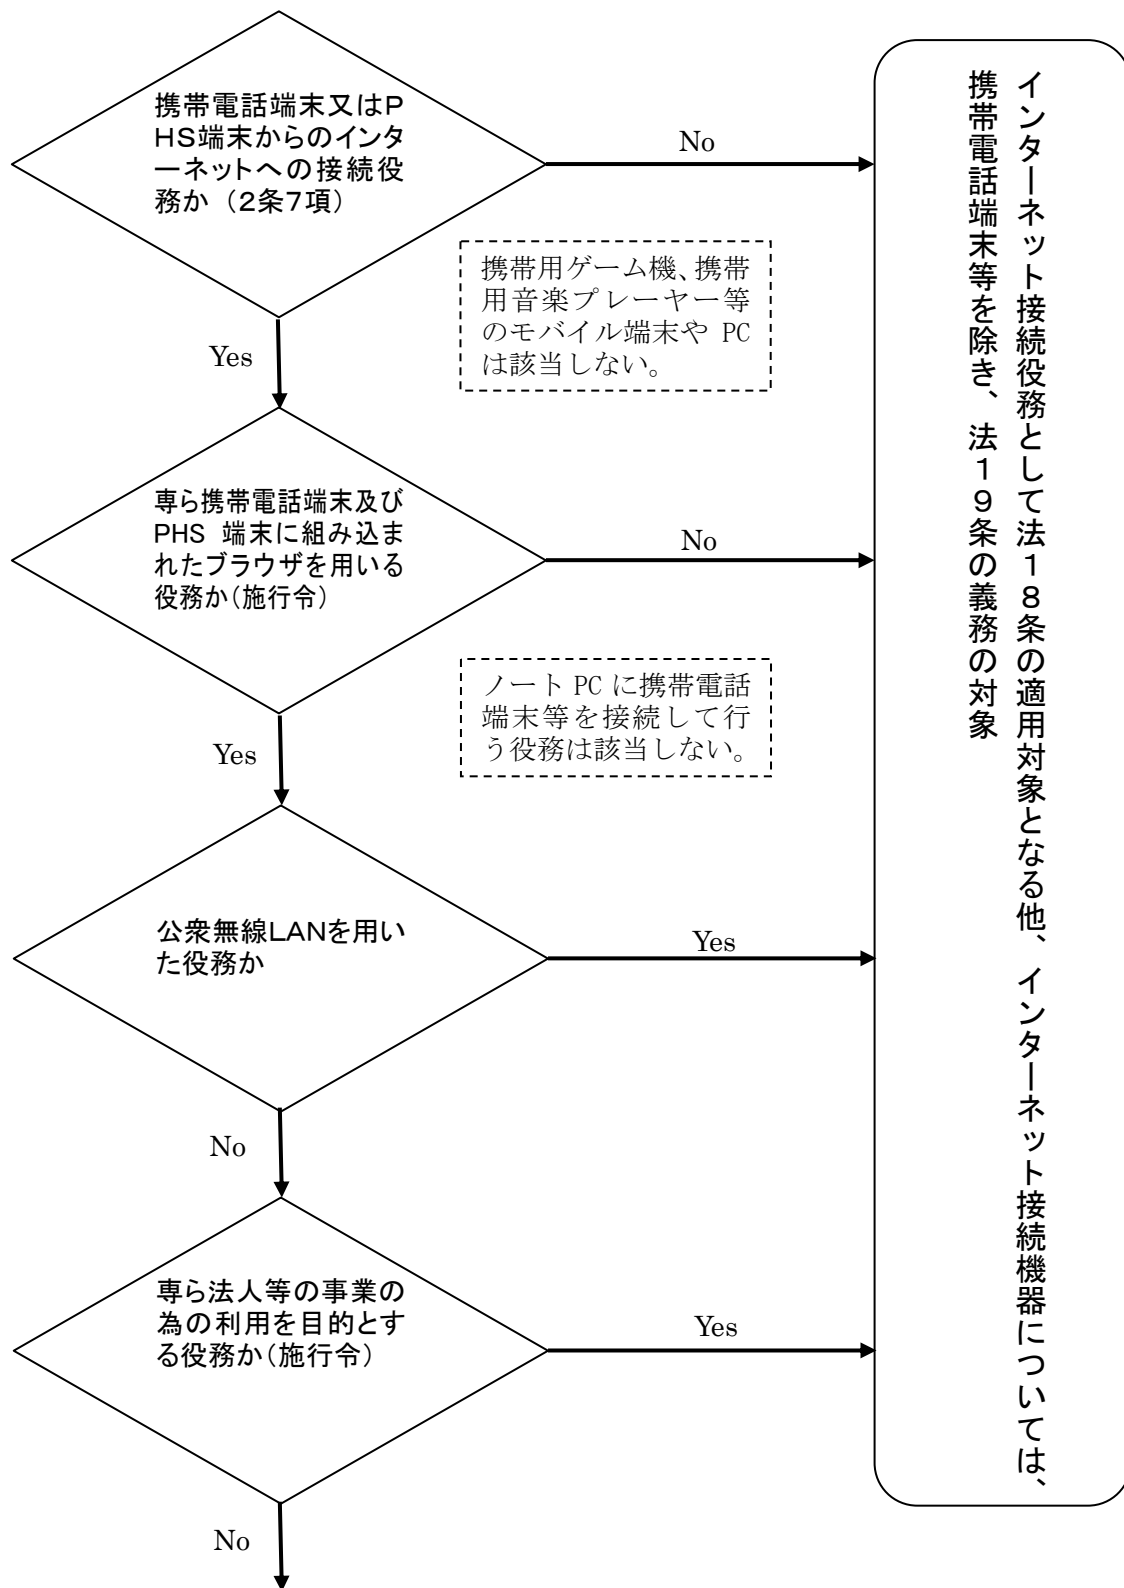 携帯電話端末又はP
HS端末からのインタ
ーネットへの接続役
務か（2条7項）
No
携帯用ゲーム機、携帯
用音楽プレーヤー等
のモバイル端末や PC
は該当しない。
Yes
専ら携帯電話端末及び
PHS 端末に組み込ま
れたブラウザを用いる
役務か（施行令）
No
ノート PC に携帯電話
端末等を接続して行
う役務は該当しない。
Yes
公衆無線LANを用い
た役務か
Yes
No
専ら法人等の事業の
為の利用を目的とす
る役務か（施行令）
Yes
No
インターネット接続役務として法１８条の適用対象となる他、インターネット接続機器については、
携帯電話端末等を除き、法１９条の義務の対象